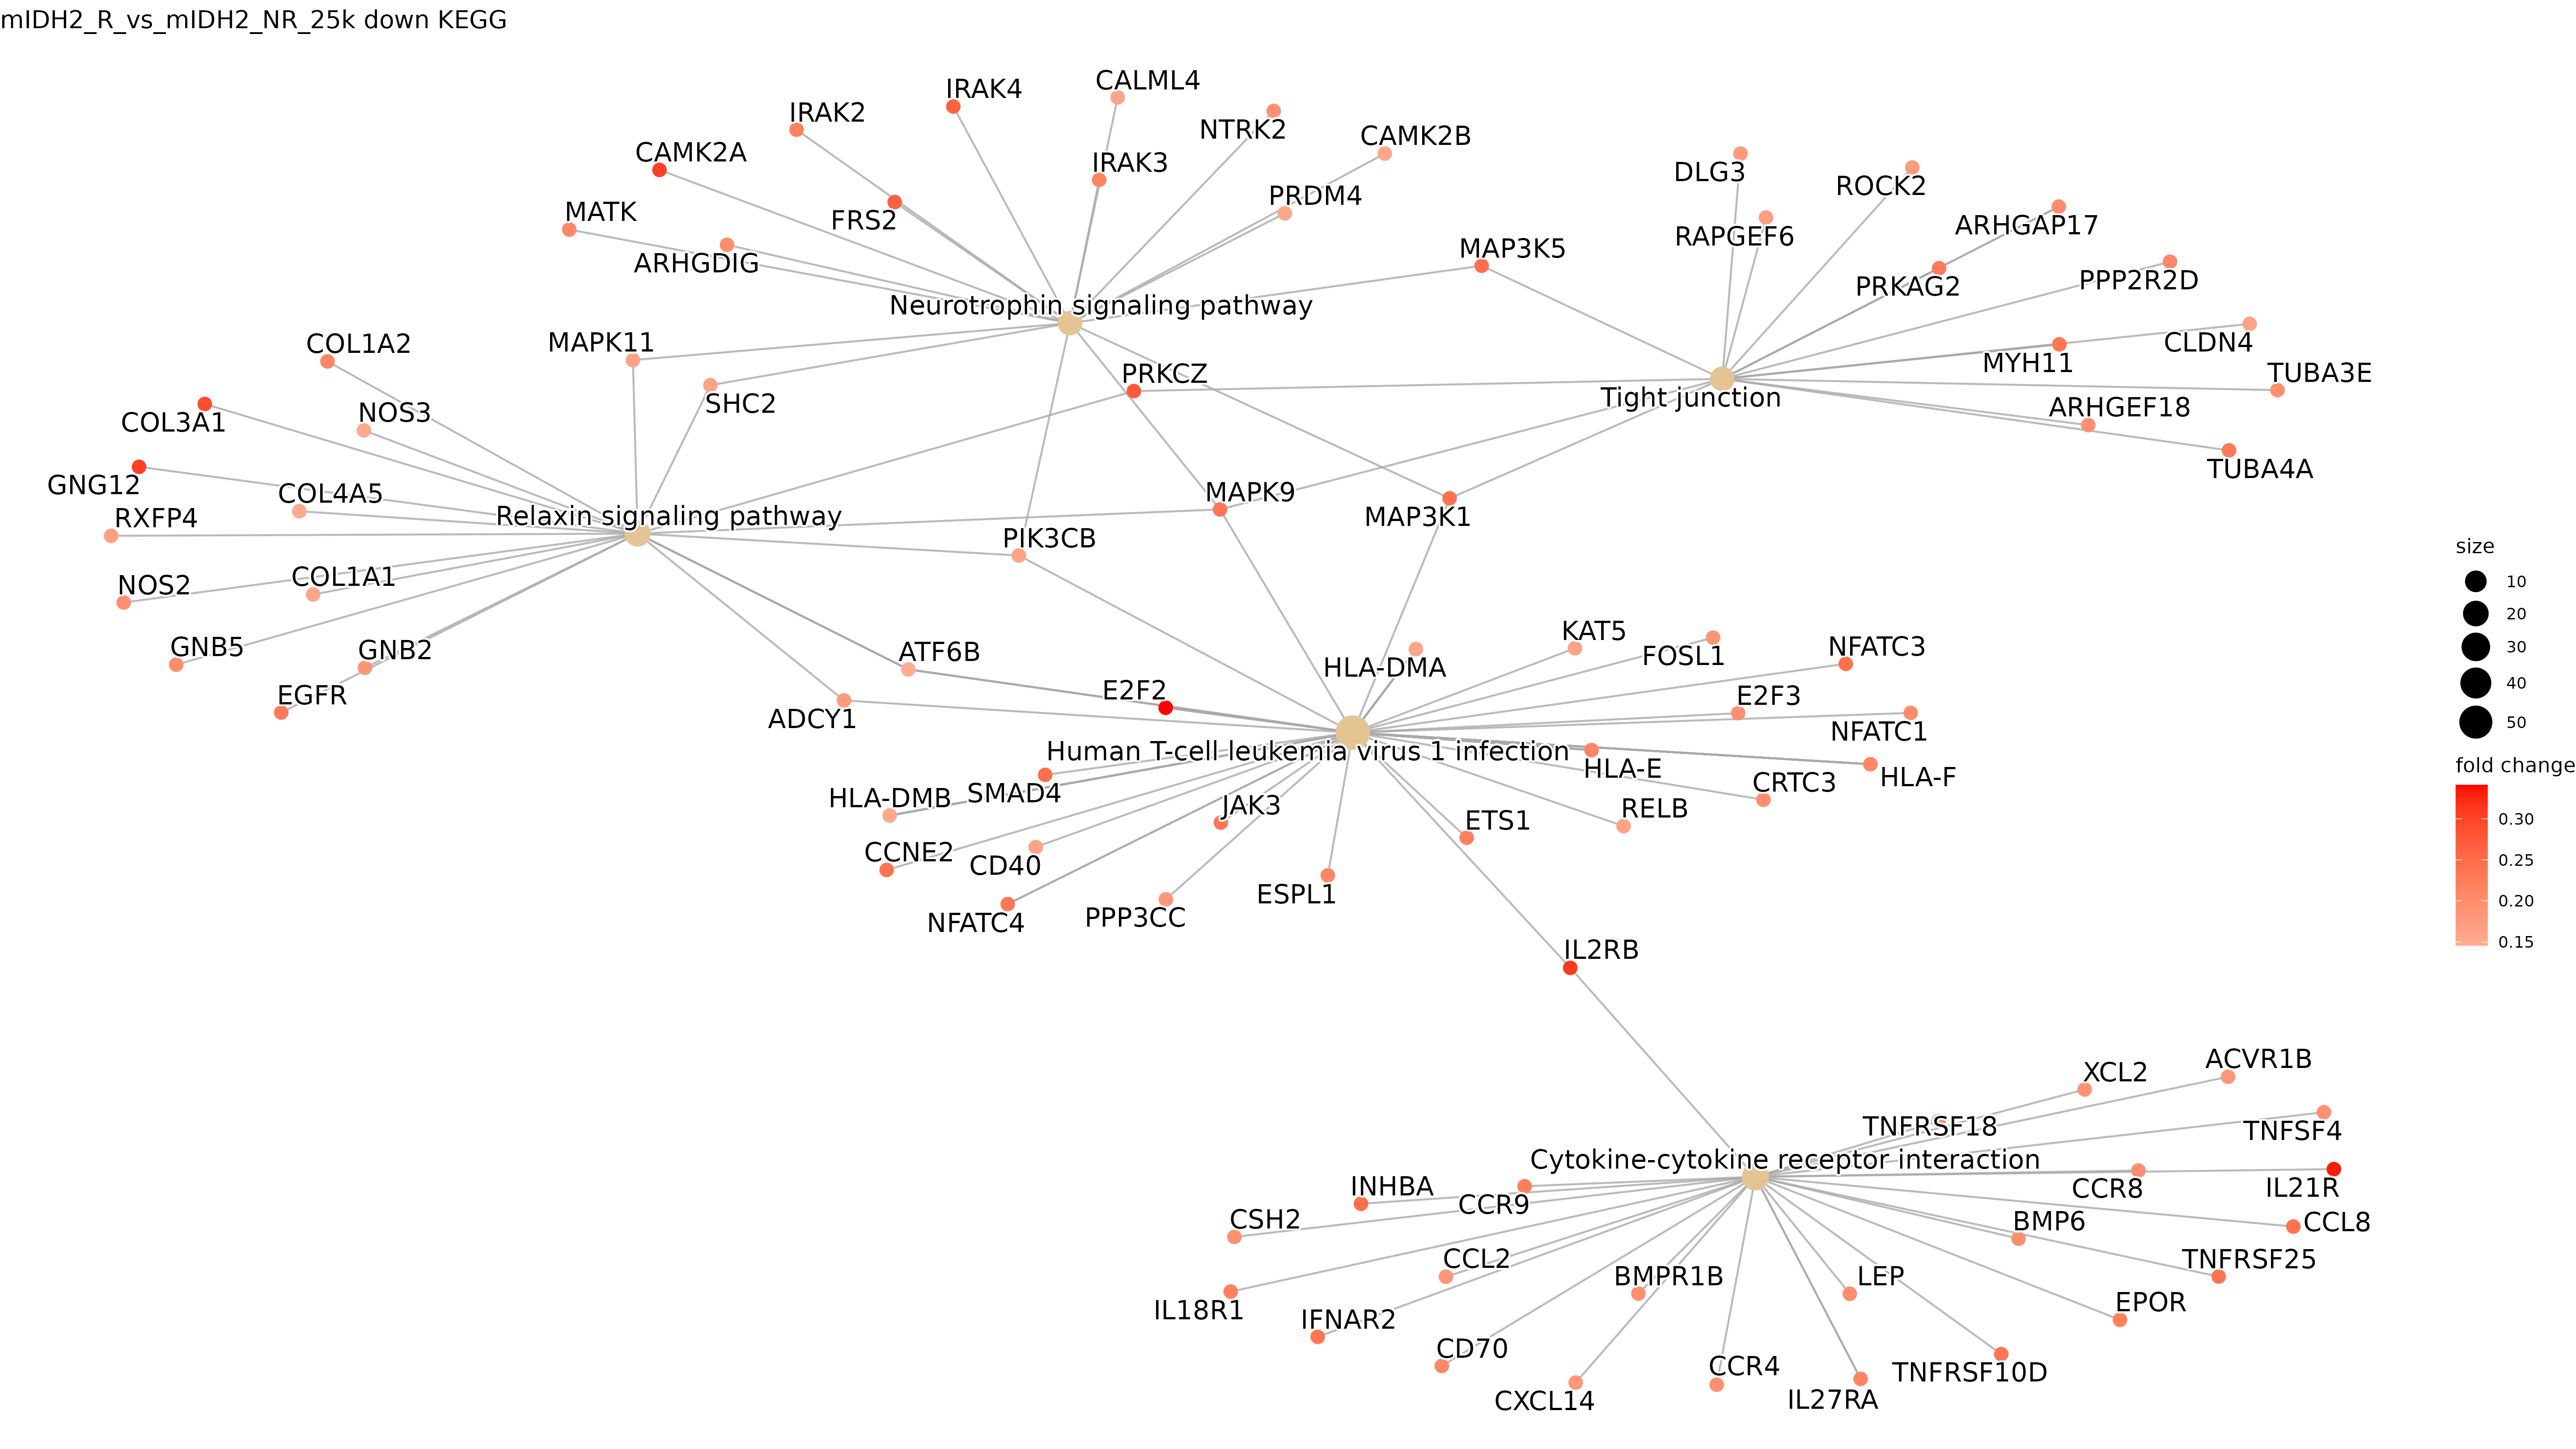 mIDH2_R_vs_mIDH2_NR_25k down KEGG
CALML4
IRAK4
IRAK2
NTRK2
CAMK2B
CAMK2A
IRAK3
DLG3
ROCK2
PRDM4
MATK
FRS2
ARHGAP17
RAPGEF6
MAP3K5
ARHGDIG
PPP2R2D
PRKAG2
Neurotrophin signaling pathway
COL1A2
MAPK11
CLDN4
MYH11
PRKCZ
TUBA3E
Tight junction
SHC2
NOS3
COL3A1
ARHGEF18
TUBA4A
GNG12
COL4A5
MAPK9
Relaxin signaling pathway
RXFP4
MAP3K1
PIK3CB
size
COL1A1
10
NOS2
20
KAT5
GNB5
GNB2
ATF6B
FOSL1
NFATC3
30
HLA-DMA
EGFR
E2F2
E2F3
40
ADCY1
NFATC1
50
Human T-cell leukemia virus 1 infection
HLA-E
fold change
HLA-F
CRTC3
SMAD4
HLA-DMB
JAK3
RELB
ETS1
0.30
CCNE2
CD40
0.25
ESPL1
0.20
PPP3CC
NFATC4
IL2RB
0.15
ACVR1B
XCL2
TNFRSF18
TNFSF4
Cytokine-cytokine receptor interaction
INHBA
CCR8
IL21R
CCR9
CSH2
BMP6
CCL8
CCL2
TNFRSF25
BMPR1B
LEP
EPOR
IL18R1
IFNAR2
CD70
CCR4
TNFRSF10D
CXCL14
IL27RA